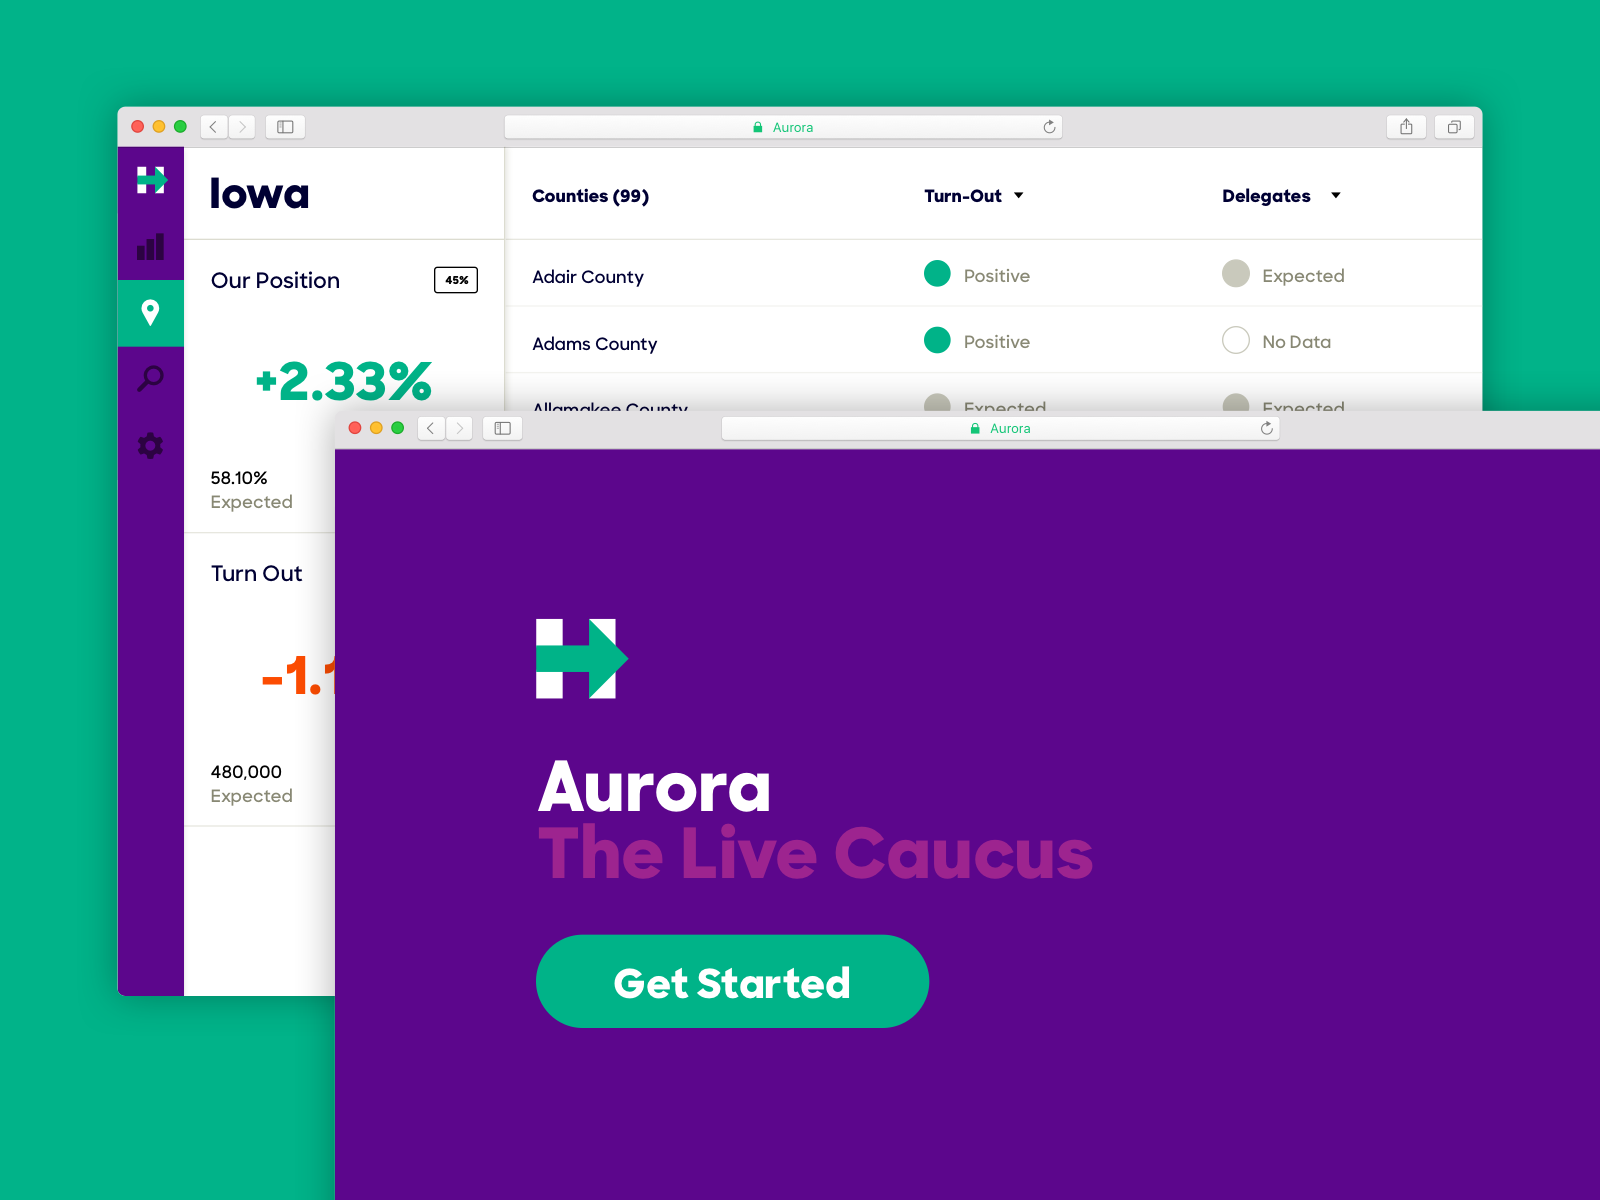 Aurora
Iowa
Counties (99) Turn-Out Delegates
Our Position 45%
Adair County Positive Expected
+2.33%
Adams County Positive No Data
Allamakee County Expected Expected
58.10%
Expected
Turn Out
-1.1
480,000
Expected
Aurora
Aurora
The Live Caucus
Get Started